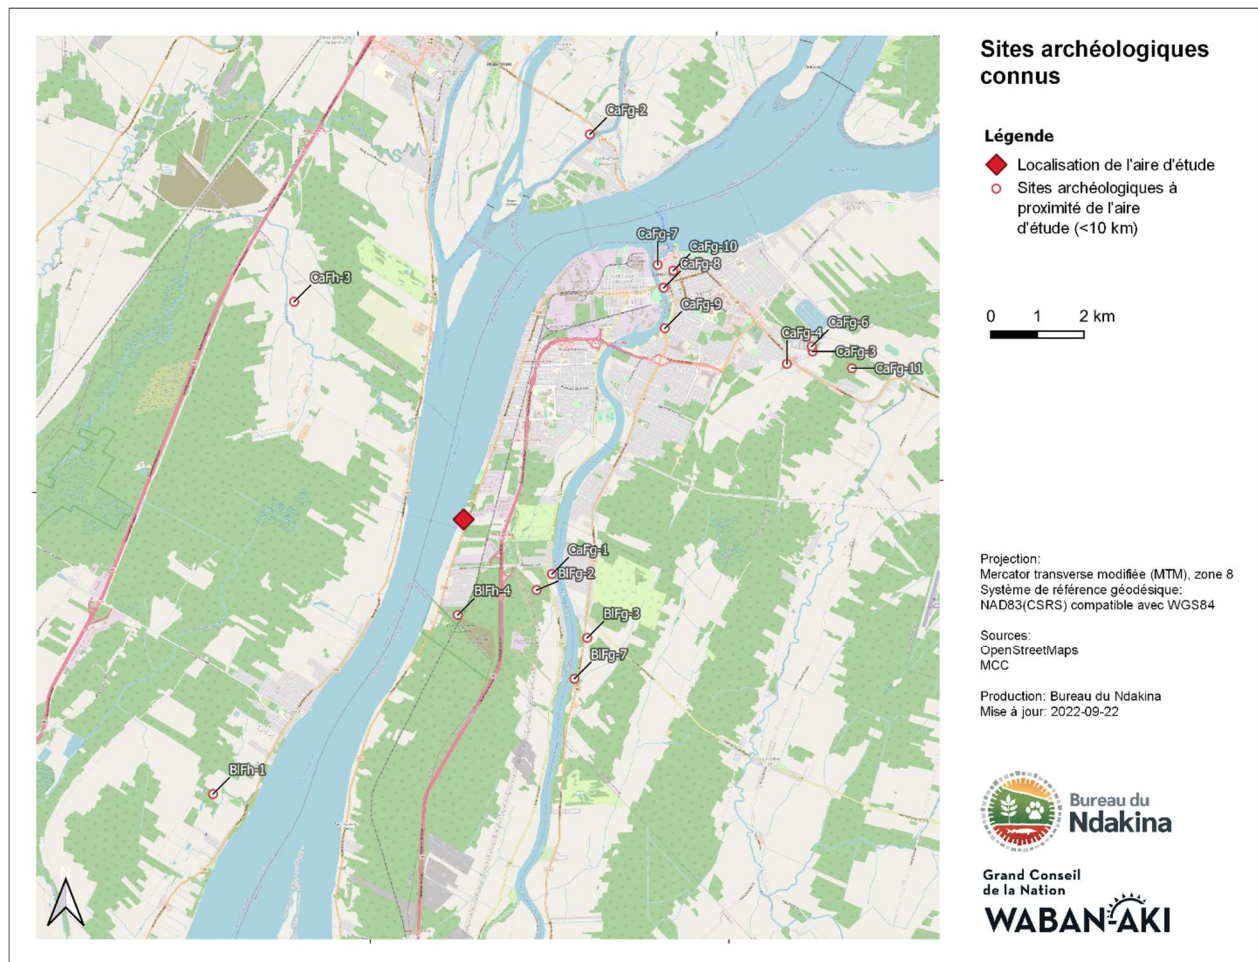 Sites archéologiques
connus
Légende
Localisation de l'aire d'étude
Sites archéologiques à
proximité de l'aire
d'étude (<10 km)
0 1 2 km
CaFg-2
CaFg-7
CaFg-10
CaFg-8
CaFh-3
CaFg-9
CaFg-6
CaFg-4
CaFg-3
CaFg-11
CaFg-1
BlFg-2
BlFh-4
BlFg-3
BlFg-7
BlFh-1
N
Projection:
Mercator transverse modifiée (MTM), zone 8
Système de référence géodésique:
NAD83(CSRS) compatible avec WGS84
Sources:
OpenStreetMaps
MCC
Production: Bureau du Ndakina
Mise à jour: 2022-09-22
Bureau du
Ndakina
Grand Conseil
de la Nation
WABAN-AKI